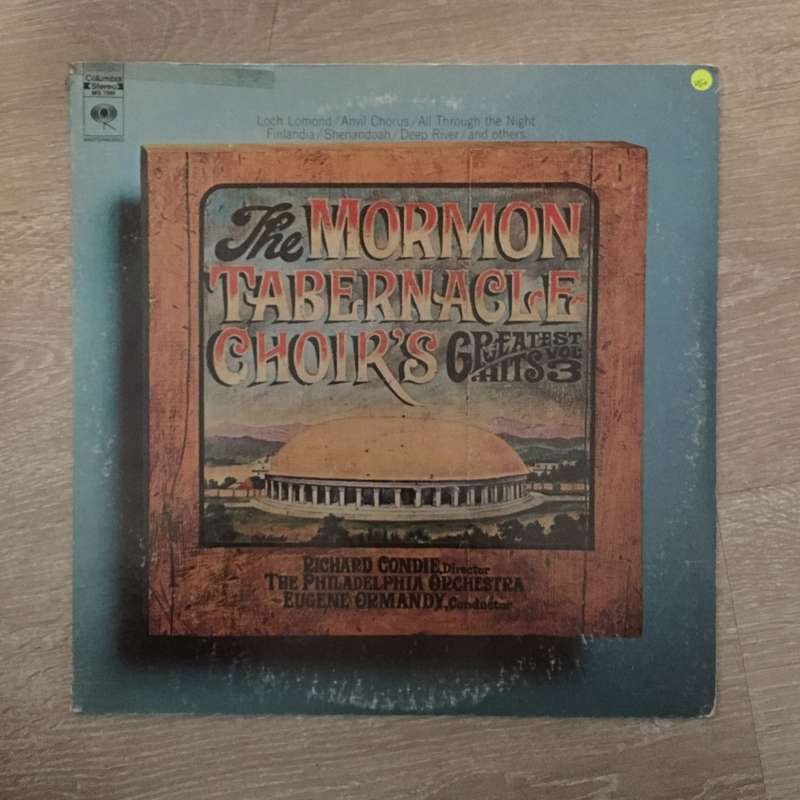 Columbia
Stereo
Loch Lomond/Anvil Chorus/All Through the Night
Finlandia/Shenandoah/Deep River/and others
The MORMON
TABERNACLE
CHOIR'S GREATEST
HITS VOL 3
RICHARD CONDIE, Director
THE PHILADELPHIA ORCHESTRA
EUGENE ORMANDY, Conductor